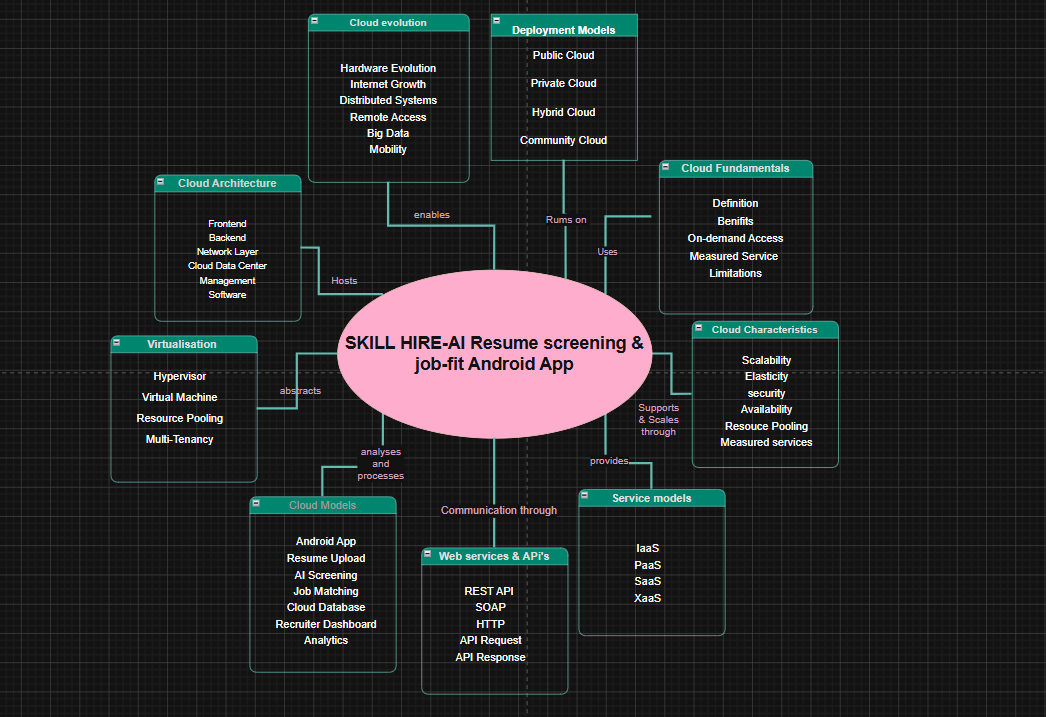 Cloud evolution
Hardware Evolution
Internet Growth
Distributed Systems
Remote Access
Big Data
Mobility
Deployment Models
Public Cloud
Private Cloud
Hybrid Cloud
Community Cloud
Cloud Fundamentals
Definition
Benifits
On-demand Access
Measured Service
Limitations
Cloud Architecture
Frontend
Backend
Network Layer
Cloud Data Center
Management
Software
enables
Rums on
Uses
Hosts
SKILL HIRE-AI Resume screening &
job-fit Android App
Cloud Characteristics
Scalability
Elasticity
security
Availability
Resouce Pooling
Measured services
Virtualisation
Hypervisor
Virtual Machine
Resource Pooling
Multi-Tenancy
abstracts
Supports
& Scales
through
analyses
and
processes
provides
Cloud Models
Android App
Resume Upload
AI Screening
Job Matching
Cloud Database
Recruiter Dashboard
Analytics
Communication through
Web services & APi's
REST API
SOAP
HTTP
API Request
API Response
Service models
IaaS
PaaS
SaaS
XaaS